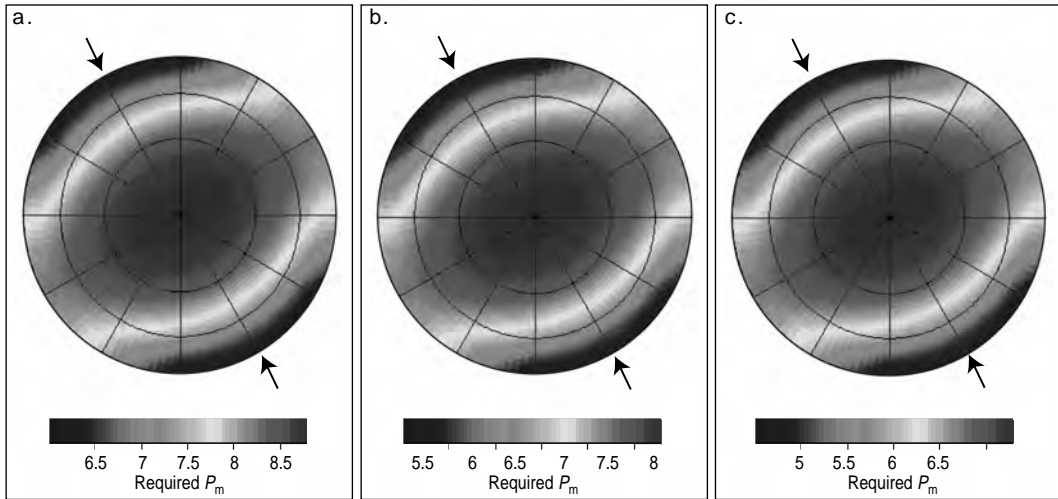 a.
b.
c.
6.5 7 7.5 8 8.5
Required Pm
5.5 6 6.5 7 7.5 8
Required Pm
5 5.5 6 6.5
Required Pm